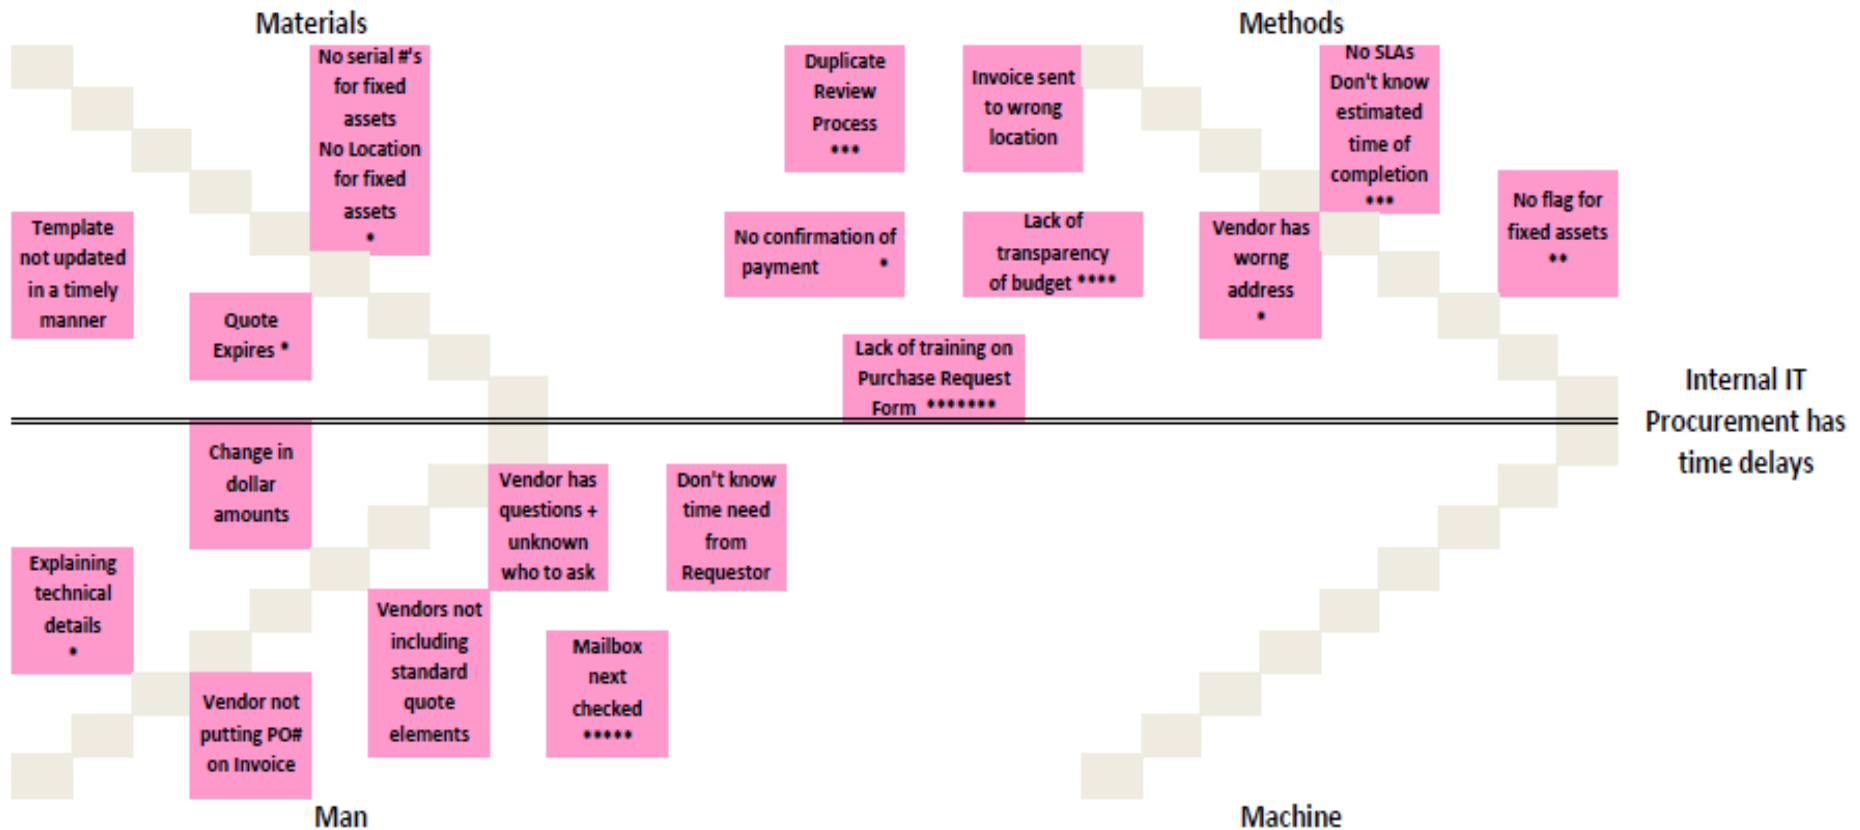 Materials
Methods
No serial #'s
for fixed
assets
No Location
for fixed
assets
*
Duplicate
Review
Process
***
Invoice sent
to wrong
location
No SLAs
Don't know
estimated
time of
completion
***
No flag for
fixed assets
**
Template
not updated
in a timely
manner
No confirmation of
payment *
Lack of
transparency
of budget ****
Vendor has
worng
address
*
Quote
Expires *
Lack of training on
Purchase Request
Form *******
Internal IT
Procurement has
time delays
Change in
dollar
amounts
Vendor has
questions +
unknown
who to ask
Don't know
time need
from
Requestor
Explaining
technical
details
*
Vendors not
including
standard
quote
elements
Mailbox
next
checked
*****
Vendor not
putting PO#
on Invoice
Man
Machine